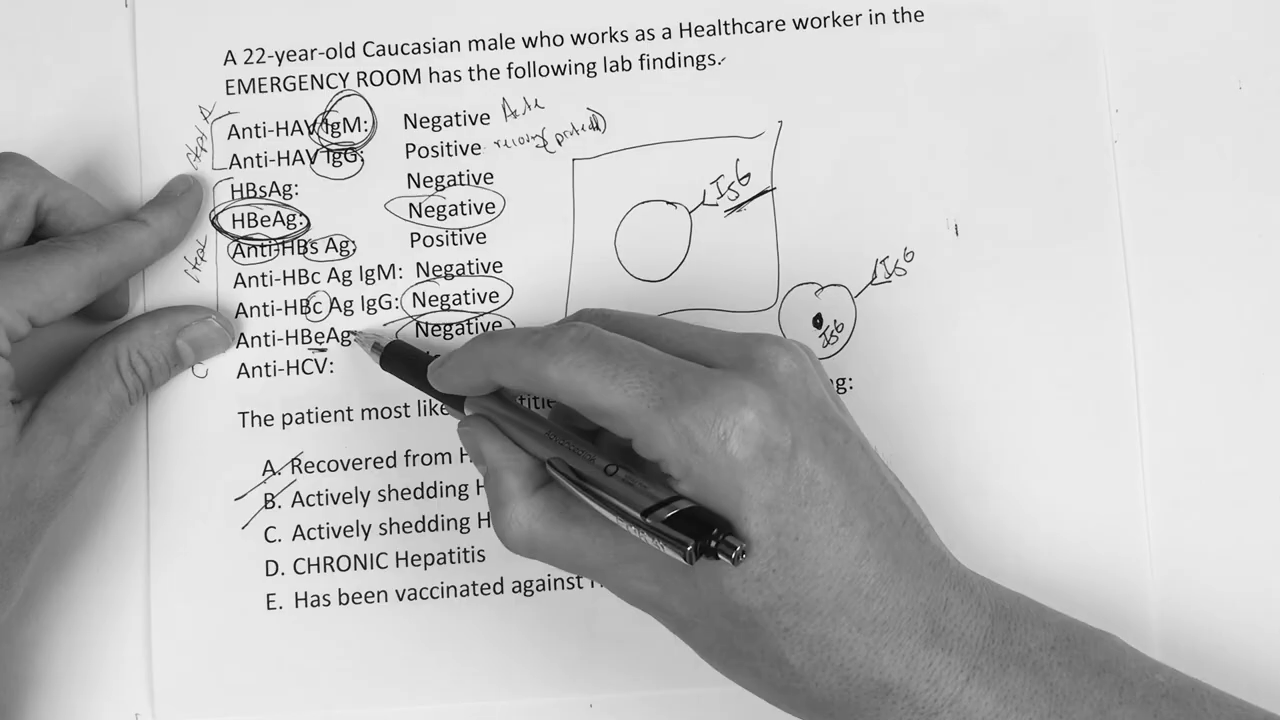 A 22-year-old Caucasian male who works as a Healthcare worker in the
EMERGENCY ROOM has the following lab findings.
Anti-HAV IgM: Negative Acute
Anti-HAV IgG: Positive
HBsAg: Negative
HBeAg: Negative
Anti-HBs Ag: Positive
Anti-HBc Ag IgM: Negative
Anti-HBc Ag IgG: Negative
Anti-HBeAg: Negative
Anti-HCV:
The patient most
A. Recovered from
B. Actively shedding
C. Actively shedding
D. CHRONIC Hepatitis
E. Has been vaccinated against
IgG
IgG
IgG